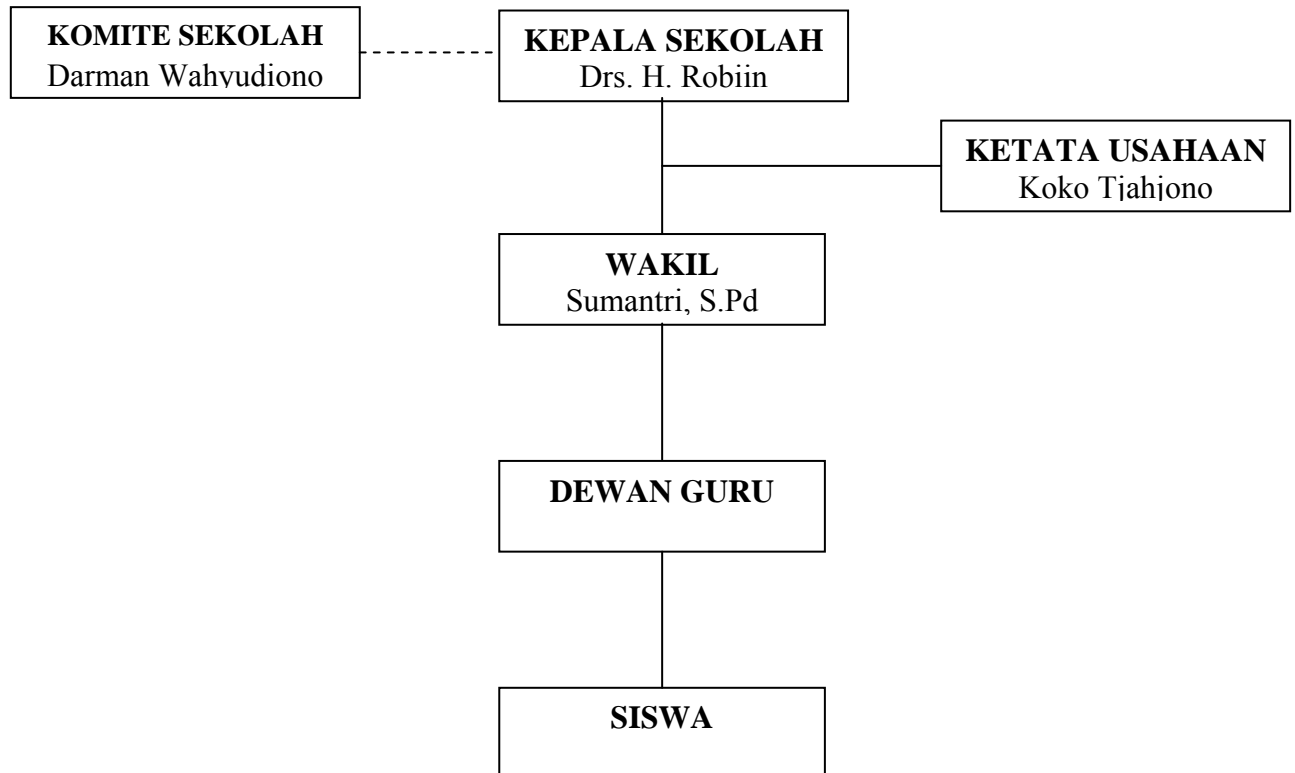 KOMITE SEKOLAH
Darman Wahyudiono
KEPALA SEKOLAH
Drs. H. Robiin
KETATA USAHAAN
Koko Tjahjono
WAKIL
Sumantri, S.Pd
DEWAN GURU
SISWA